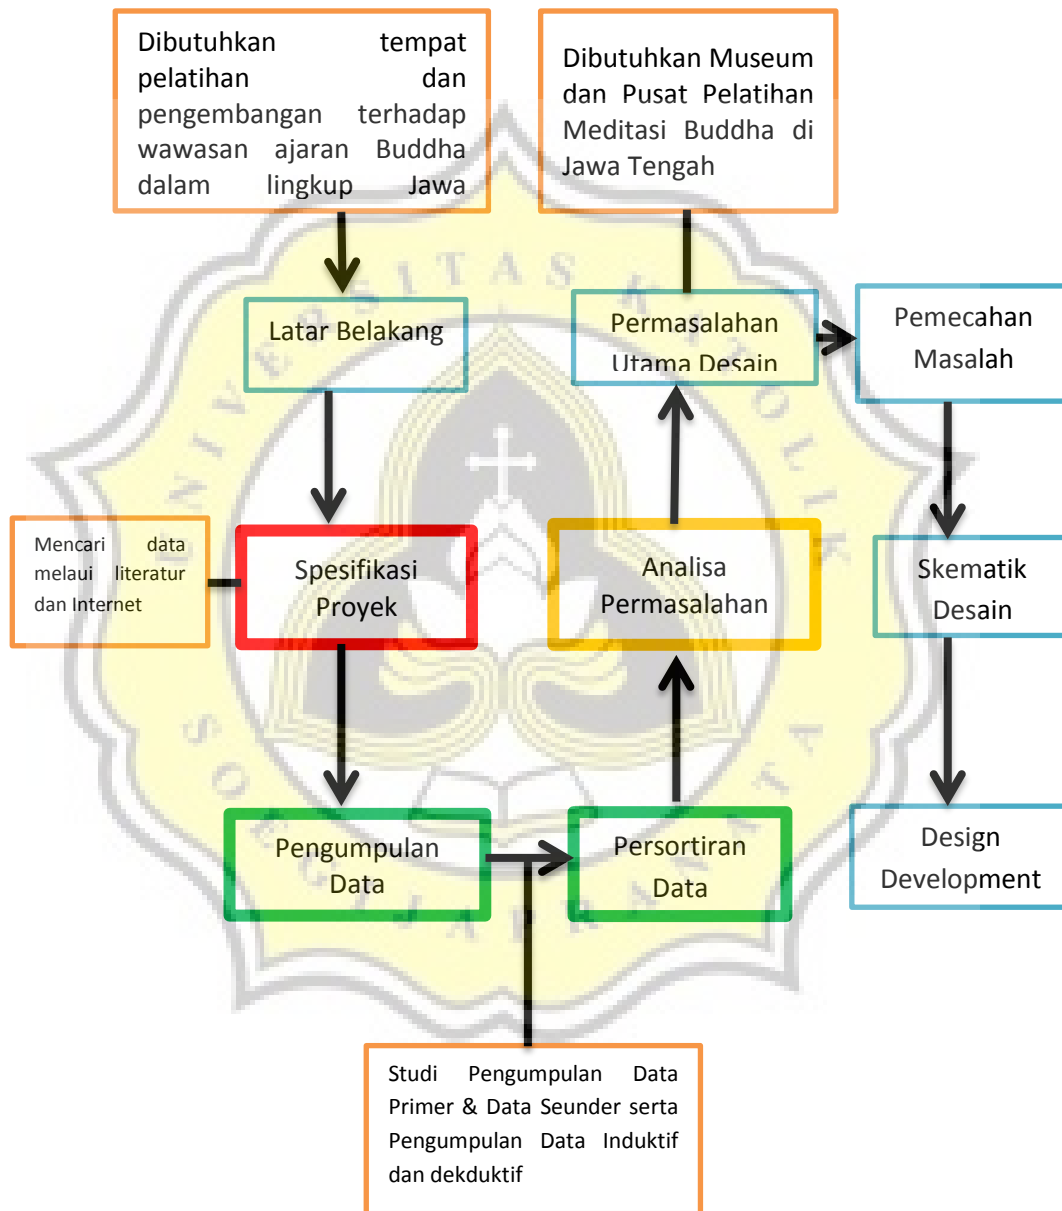 Dibutuhkan tempat
pelatihan dan
pengembangan terhadap
wawasan ajaran Buddha
dalam lingkup Jawa
Dibutuhkan Museum
dan Pusat Pelatihan
Meditasi Buddha di
Jawa Tengah
Latar Belakang
Permasalahan
Utama Desain
Pemecahan
Masalah
Mencari data
melaui literatur
dan Internet
Spesifikasi
Proyek
Analisa
Permasalahan
Skematik
Desain
Pengumpulan
Data
Persortiran
Data
Design
Development
Studi Pengumpulan Data
Primer & Data Seunder serta
Pengumpulan Data Induktif
dan dekduktif
UNIVERSITAS KATOLIK
SOEGIJAPRANATA